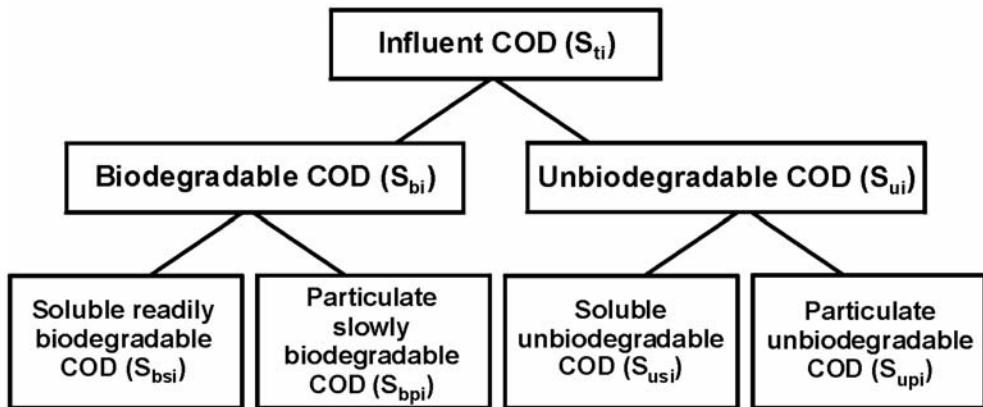 Influent COD (Sti)
Biodegradable COD (Sbi)
Unbiodegradable COD (Sui)
Soluble readily
biodegradable
COD (Sbsi)
Particulate
slowly
biodegradable
COD (Sbpi)
Soluble
unbiodegradable
COD (Susi)
Particulate
unbiodegradable
COD (Supi)